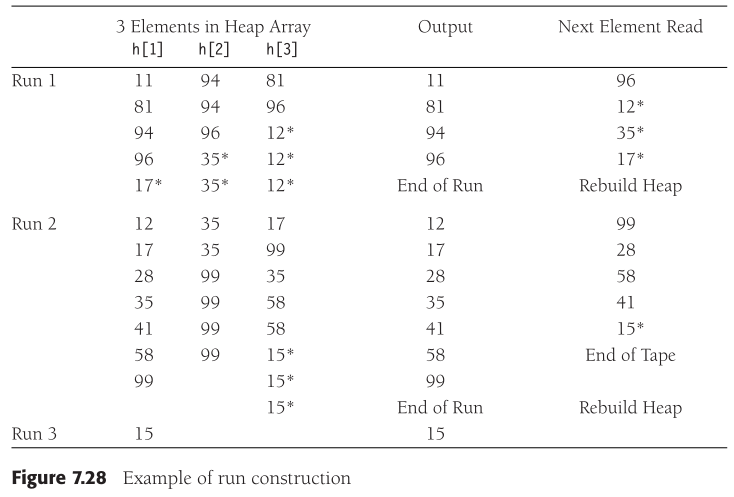 3 Elements in Heap Array Output Next Element Read
h[1] h[2] h[3]
Run 1 11 94 81 11 96
81 94 96 81 12*
94 96 12* 94 35*
96 35* 12* 96 17*
17* 35* 12* End of Run Rebuild Heap
Run 2 12 35 17 12 99
17 35 99 17 28
28 99 35 28 58
35 99 58 35 41
41 99 58 41 15*
58 99 15* 58 End of Tape
99 15* 99
15* End of Run Rebuild Heap
Run 3 15 15
Figure 7.28 Example of run construction